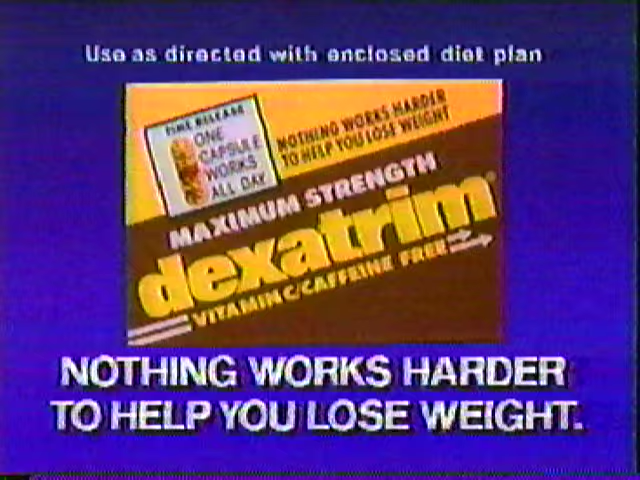 Use as directed with enclosed diet plan
TIME RELEASE
ONE
CAPSULE
WORKS
ALL DAY
NOTHING WORKS HARDER
TO HELP YOU LOSE WEIGHT
MAXIMUM STRENGTH
dexatrim®
VITAMIN C/CAFFEINE FREE
NOTHING WORKS HARDER
TO HELP YOU LOSE WEIGHT.